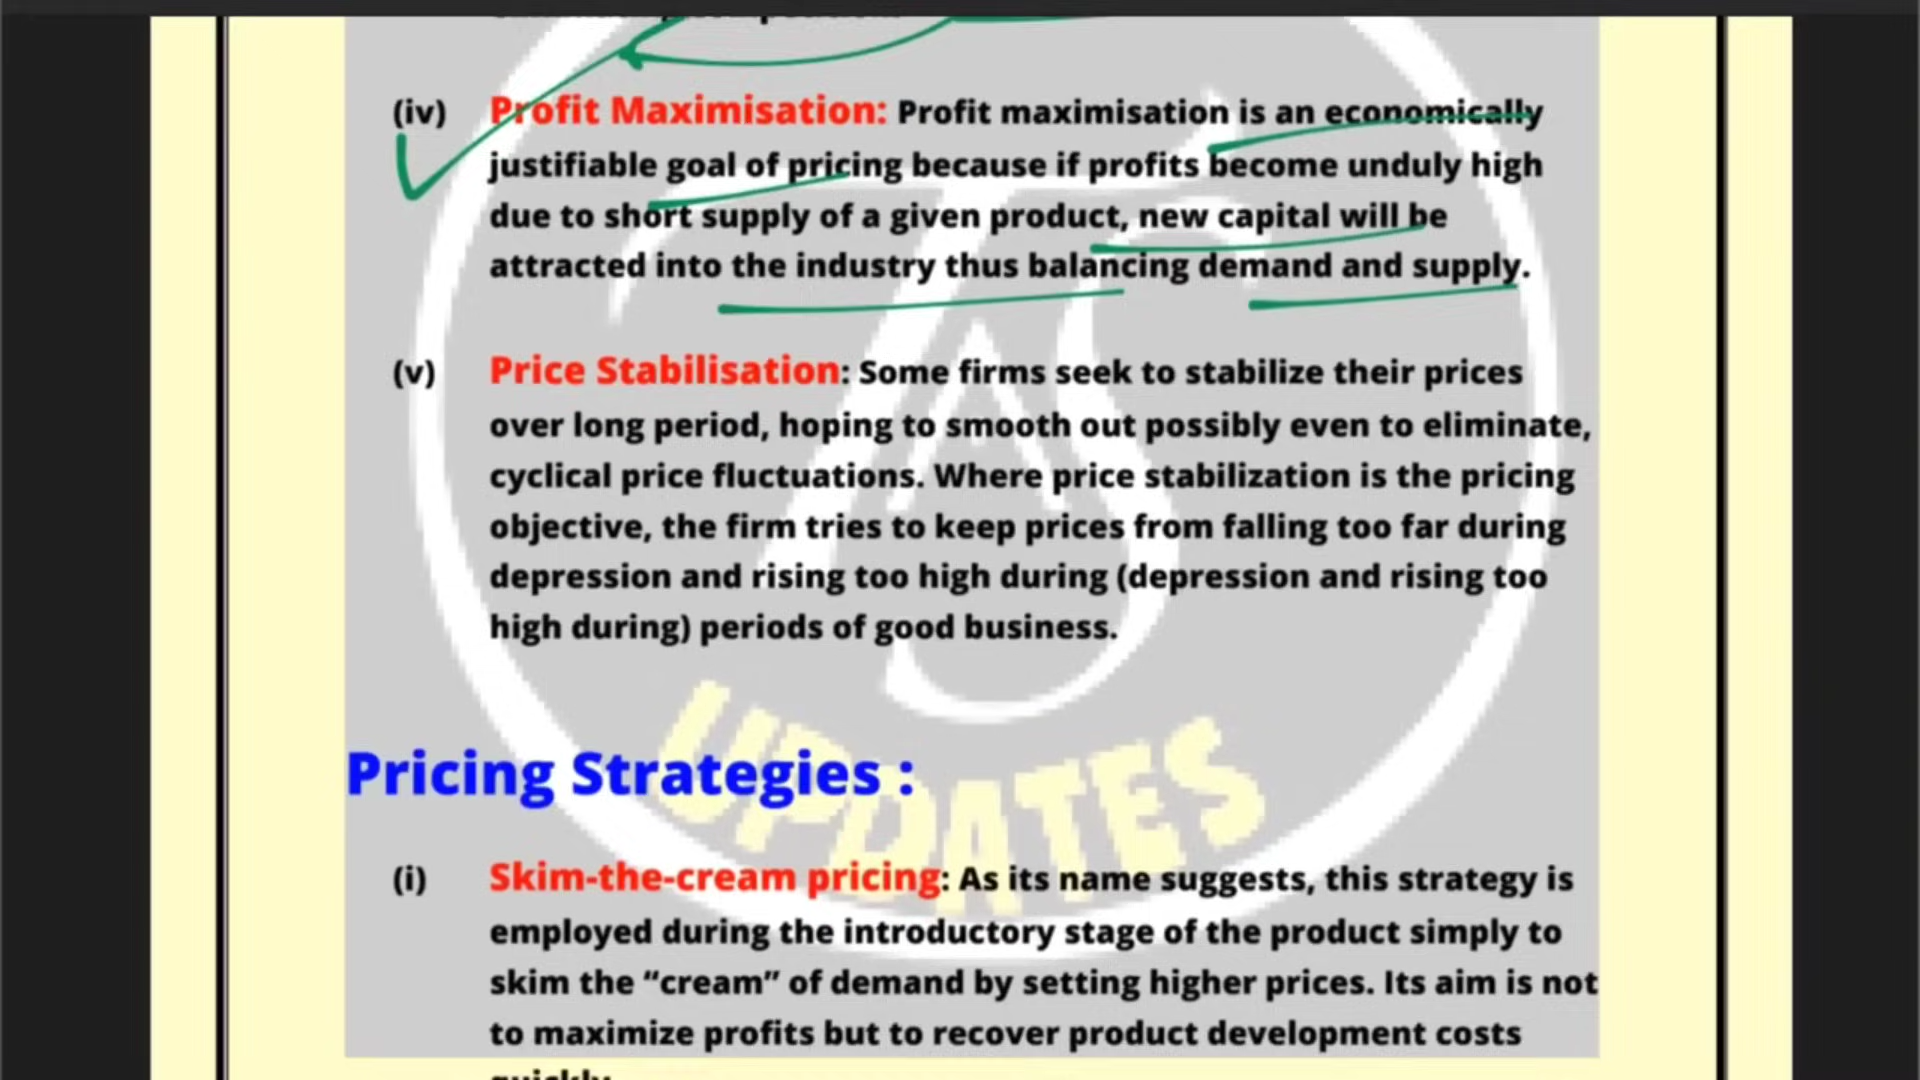 (iv) Profit Maximisation: Profit maximisation is an economically
justifiable goal of pricing because if profits become unduly high
due to short supply of a given product, new capital will be
attracted into the industry thus balancing demand and supply.
(v) Price Stabilisation: Some firms seek to stabilize their prices
over long period, hoping to smooth out possibly even to eliminate,
cyclical price fluctuations. Where price stabilization is the pricing
objective, the firm tries to keep prices from falling too far during
depression and rising too high during (depression and rising too
high during) periods of good business.
UPDATES
Pricing Strategies :
(i) Skim-the-cream pricing: As its name suggests, this strategy is
employed during the introductory stage of the product simply to
skim the “cream” of demand by setting higher prices. Its aim is not
to maximize profits but to recover product development costs